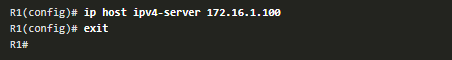 R1(config)# ip host ipv4-server 172.16.1.100
R1(config)# exit
R1#